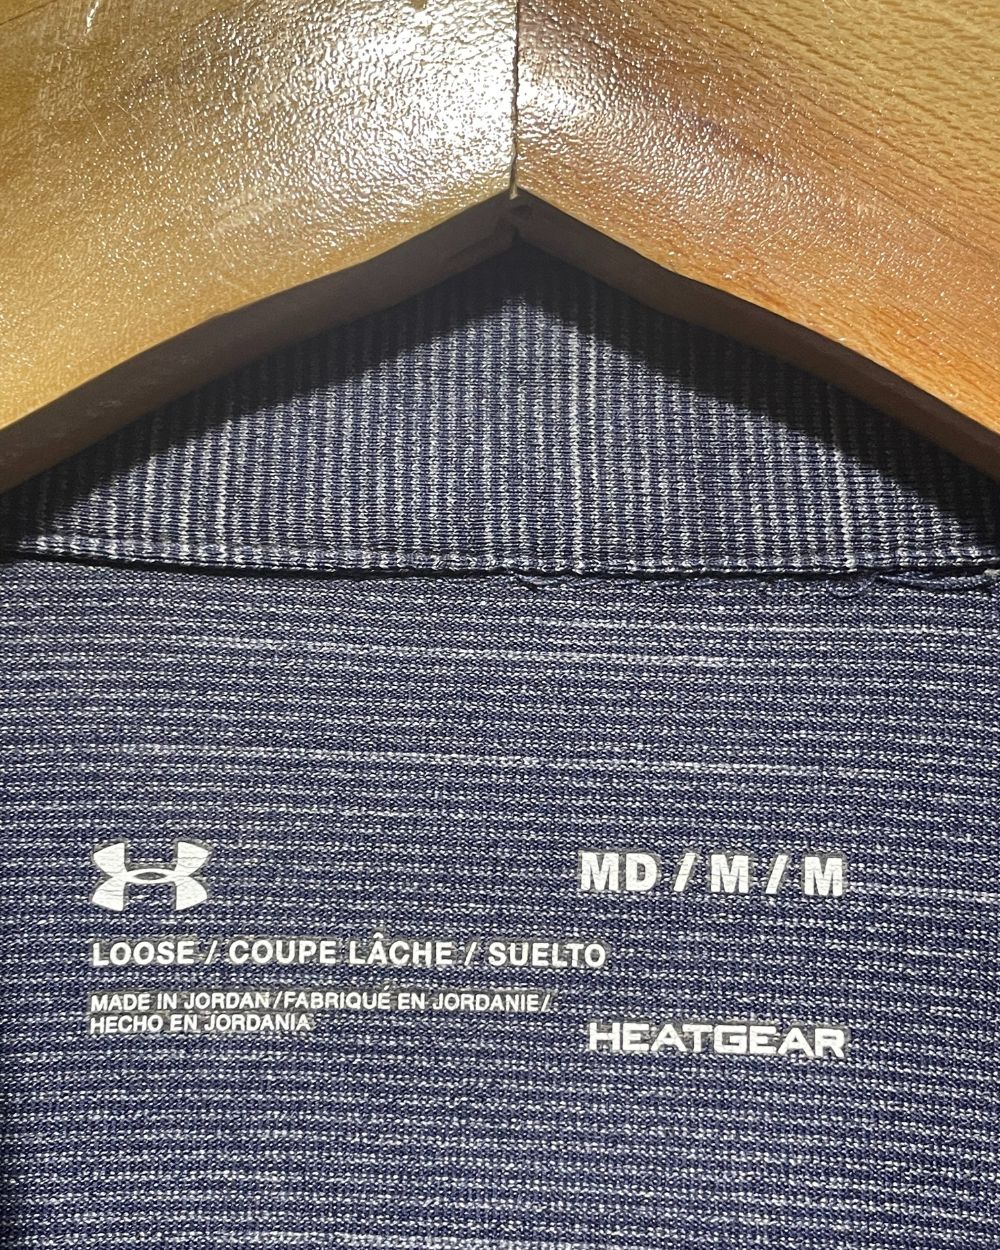 MD / M / M
LOOSE / COUPE LÂCHE / SUELTO
MADE IN JORDAN / FABRIQUÉ EN JORDANIE /
HECHO EN JORDANIA
HEATGEAR